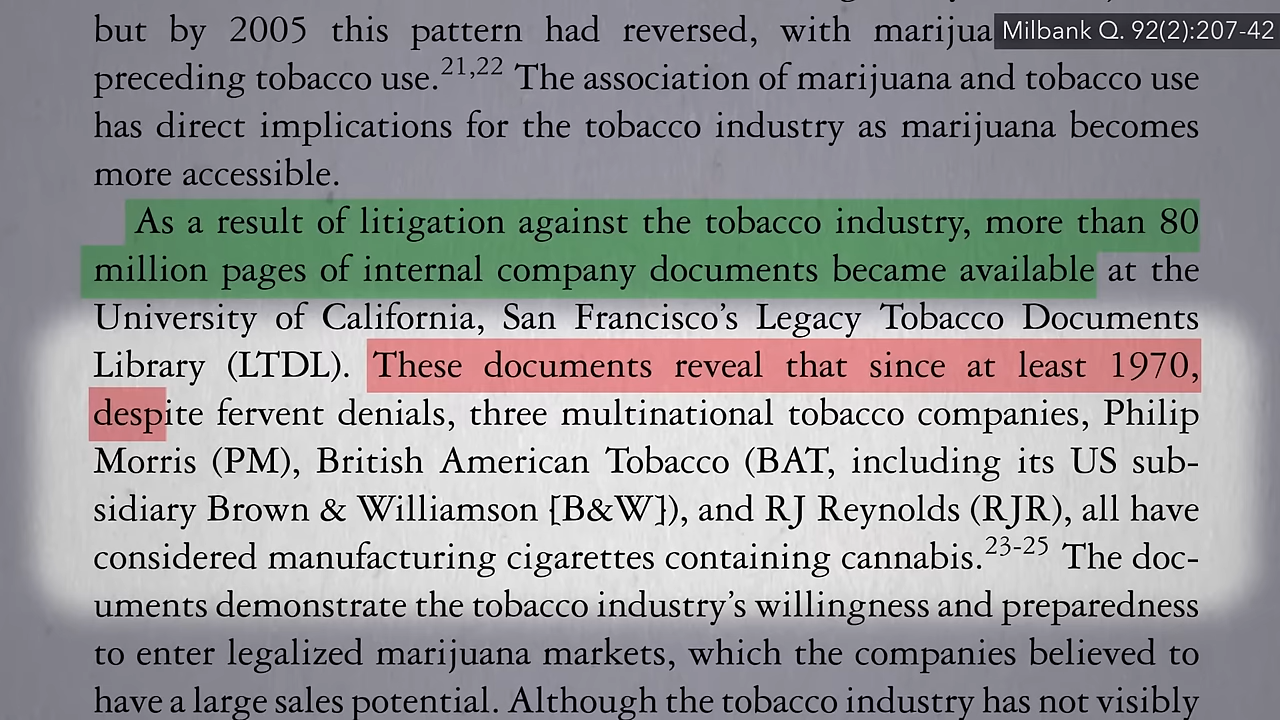 but by 2005 this pattern had reversed, with
Milbank Q. 92(2):207-42
preceding tobacco use.21,22 The association of marijuana and tobacco use
has direct implications for the tobacco industry as marijuana becomes
more accessible.
As a result of litigation against the tobacco industry, more than 80
million pages of internal company documents became available at the
University of California, San Francisco’s Legacy Tobacco Documents
Library (LTDL). These documents reveal that since at least 1970,
despite fervent denials, three multinational tobacco companies, Philip
Morris (PM), British American Tobacco (BAT, including its US sub-
sidiary Brown & Williamson [B&W]), and RJ Reynolds (RJR), all have
considered manufacturing cigarettes containing cannabis.23-25 The doc-
uments demonstrate the tobacco industry’s willingness and preparedness
to enter legalized marijuana markets, which the companies believed to
have a large sales potential. Although the tobacco industry has not visibly